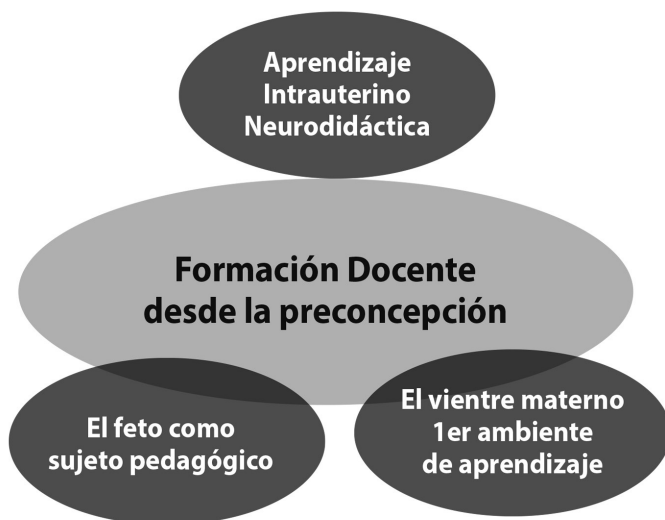 Aprendizaje
Intrauterino
Neurodidáctica
Formación Docente
desde la preconcepción
El feto como
sujeto pedagógico
El vientre materno
1er ambiente
de aprendizaje